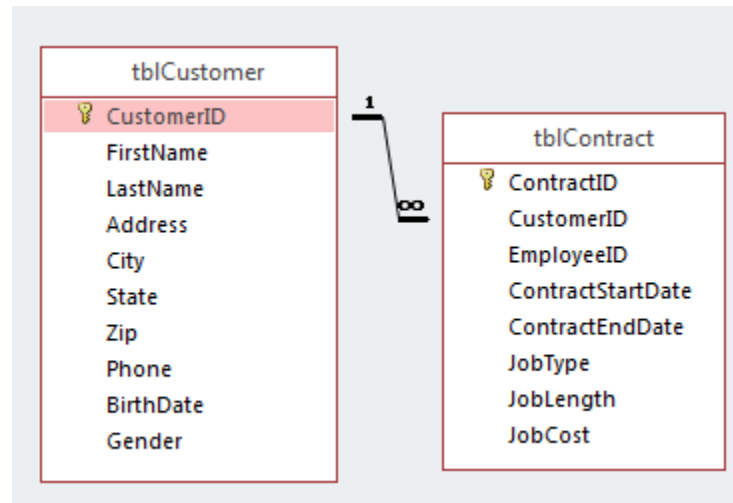 tblCustomer
CustomerID
FirstName
LastName
Address
City
State
Zip
Phone
BirthDate
Gender
1
∞
tblContract
ContractID
CustomerID
EmployeeID
ContractStartDate
ContractEndDate
JobType
JobLength
JobCost